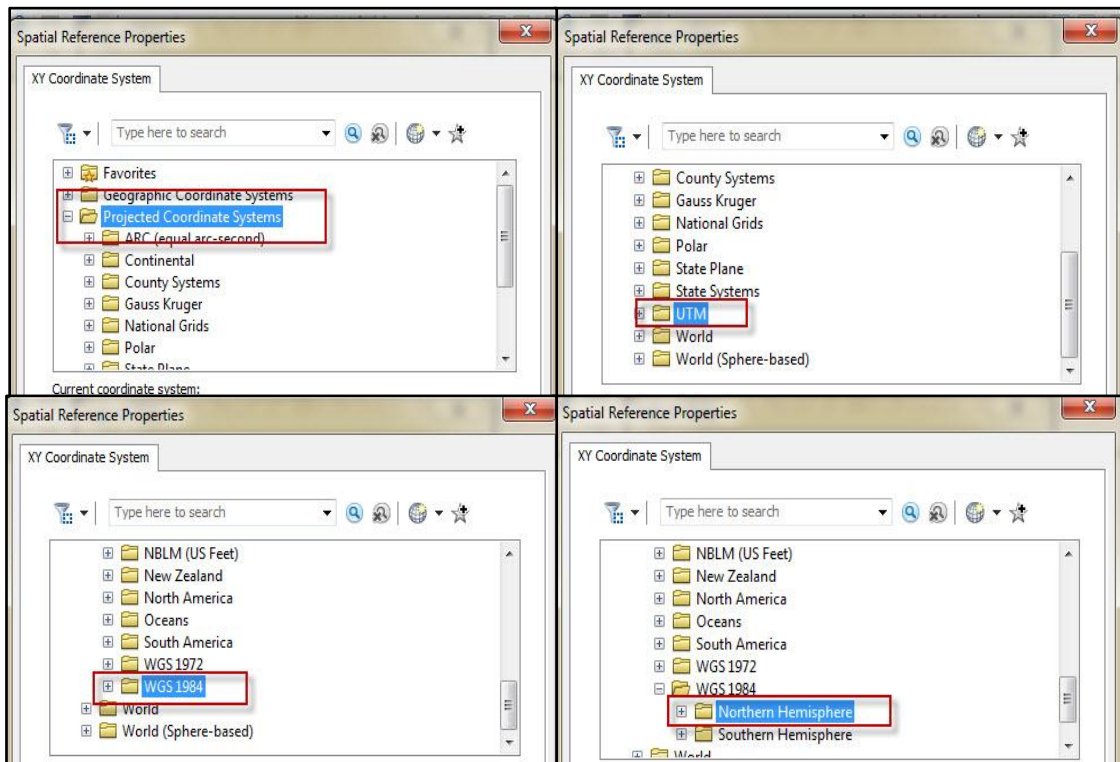 Spatial Reference Properties
XY Coordinate System
Type here to search
Favorites
Geographic Coordinate Systems
Projected Coordinate Systems
ARC (equal arc-second)
Continental
County Systems
Gauss Kruger
National Grids
Polar
State Plane
Current coordinate system:
Spatial Reference Properties
XY Coordinate System
Type here to search
County Systems
Gauss Kruger
National Grids
Polar
State Plane
State Systems
UTM
World
World (Sphere-based)
Spatial Reference Properties
XY Coordinate System
Type here to search
NBLM (US Feet)
New Zealand
North America
Oceans
South America
WGS 1972
WGS 1984
World
World (Sphere-based)
Spatial Reference Properties
XY Coordinate System
Type here to search
NBLM (US Feet)
New Zealand
North America
Oceans
South America
WGS 1972
WGS 1984
Northern Hemisphere
Southern Hemisphere
World